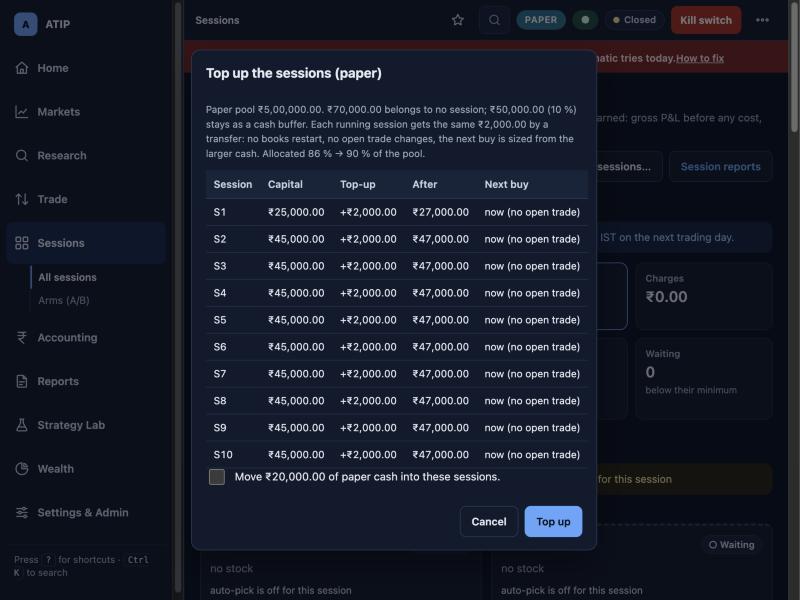 A ATIP
Home
Markets
Research
Trade
Sessions
All sessions
Arms (A/B)
Accounting
Reports
Strategy Lab
Wealth
Settings & Admin
Press ? for shortcuts · Ctrl
K to search
Sessions
PAPER
Closed
Kill switch
natic tries today. How to fix
arned: gross P&L before any cost,
sessions...
Session reports
IST on the next trading day.
Charges
₹0.00
Waiting
0
below their minimum
for this session
Waiting
no stock
auto-pick is off for this session
no stock
auto-pick is off for this session
Top up the sessions (paper)
Paper pool ₹5,00,000.00. ₹70,000.00 belongs to no session; ₹50,000.00 (10 %)
stays as a cash buffer. Each running session gets the same ₹2,000.00 by a
transfer: no books restart, no open trade changes, the next buy is sized from the
larger cash. Allocated 86 % → 90 % of the pool.
Session Capital Top-up After Next buy
S1 ₹25,000.00 +₹2,000.00 ₹27,000.00 now (no open trade)
S2 ₹45,000.00 +₹2,000.00 ₹47,000.00 now (no open trade)
S3 ₹45,000.00 +₹2,000.00 ₹47,000.00 now (no open trade)
S4 ₹45,000.00 +₹2,000.00 ₹47,000.00 now (no open trade)
S5 ₹45,000.00 +₹2,000.00 ₹47,000.00 now (no open trade)
S6 ₹45,000.00 +₹2,000.00 ₹47,000.00 now (no open trade)
S7 ₹45,000.00 +₹2,000.00 ₹47,000.00 now (no open trade)
S8 ₹45,000.00 +₹2,000.00 ₹47,000.00 now (no open trade)
S9 ₹45,000.00 +₹2,000.00 ₹47,000.00 now (no open trade)
S10 ₹45,000.00 +₹2,000.00 ₹47,000.00 now (no open trade)
Move ₹20,000.00 of paper cash into these sessions.
Cancel
Top up